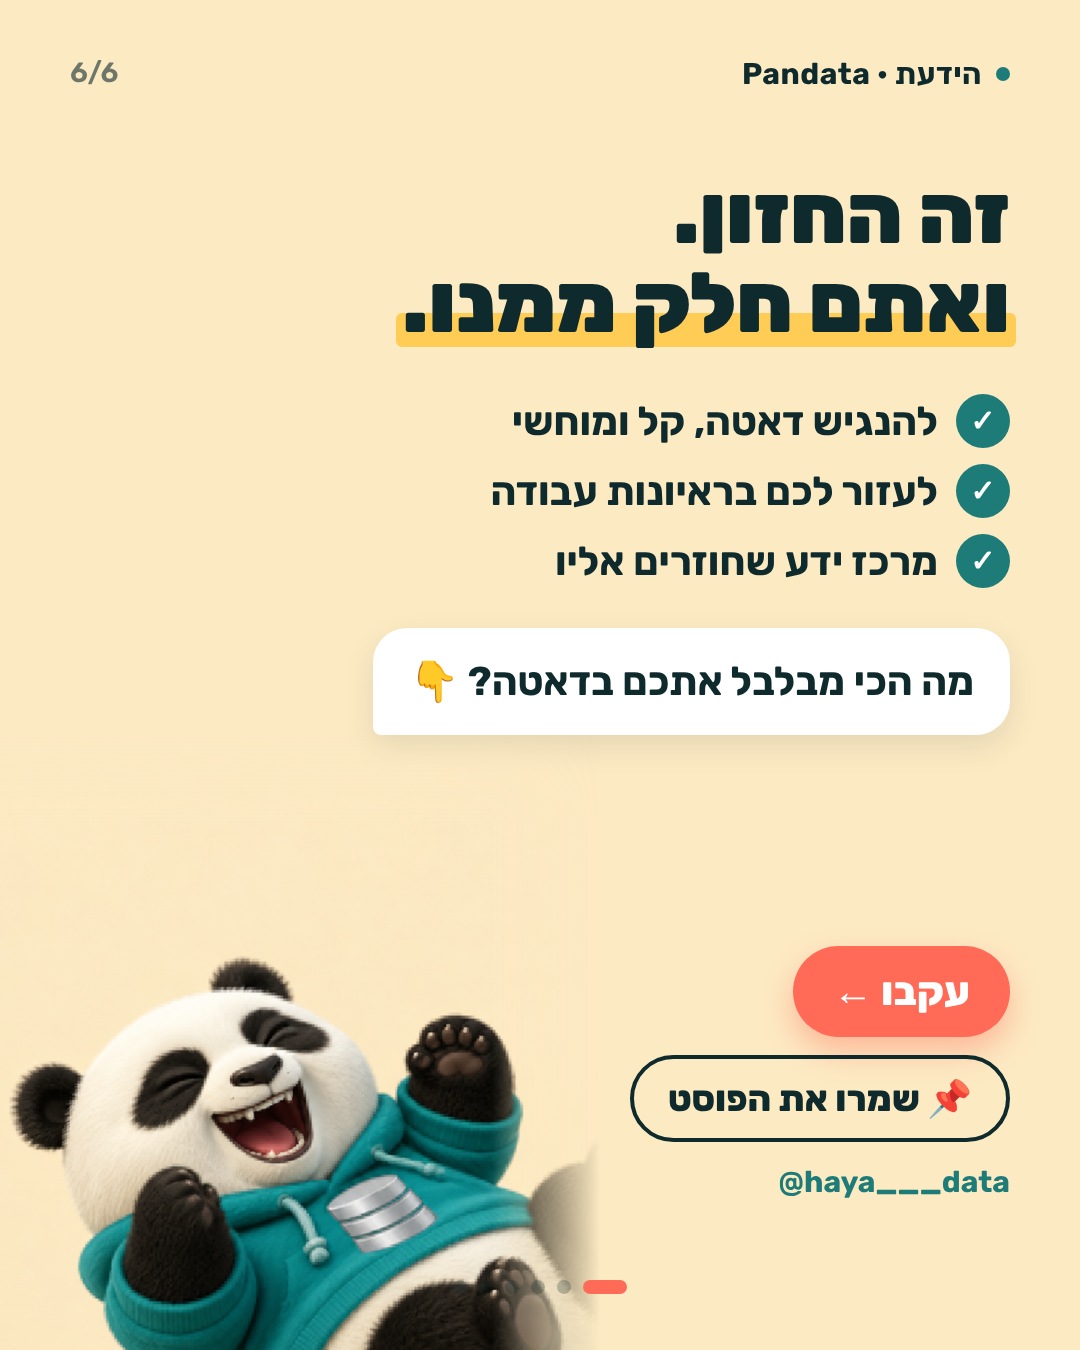 הידעת • Pandata
6/6
זה החזון.
ואתם חלק ממנו.
✓ להנגיש דאטה, קל ומוחשי
✓ לעזור לכם בראיונות עבודה
✓ מרכז ידע שחוזרים אליו
מה הכי מבלבל אתכם בדאטה? 👇
עקבו ←
📌 שמרו את הפוסט
@haya___data